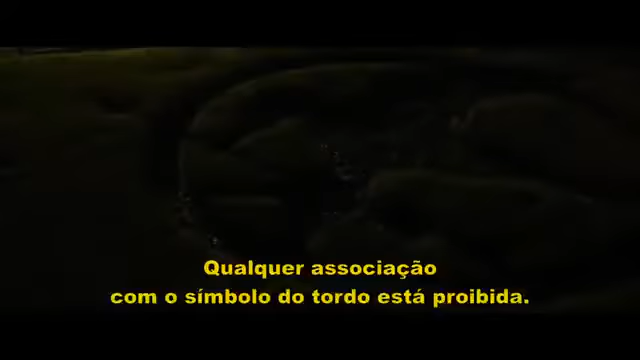 Qualquer associação
com o símbolo do tordo está proibida.